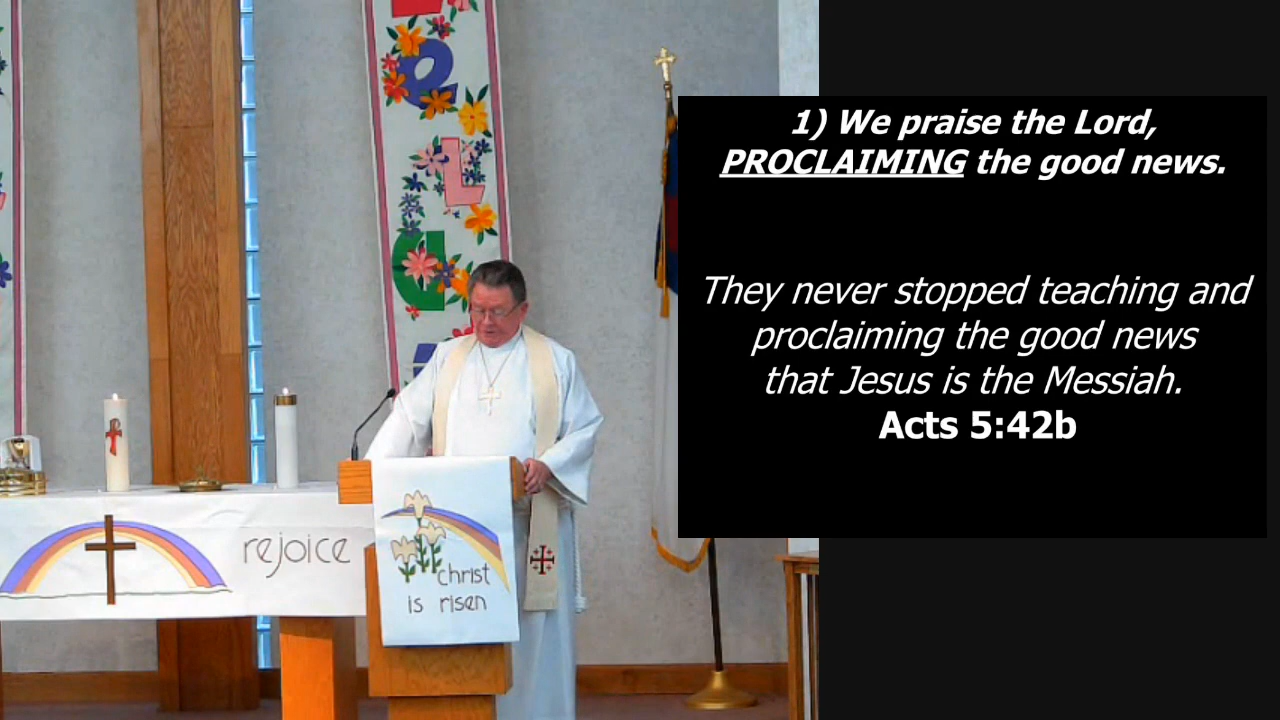 1) We praise the Lord,
PROCLAIMING the good news.
They never stopped teaching and
proclaiming the good news
that Jesus is the Messiah.
Acts 5:42b
rejoice
christ
is risen